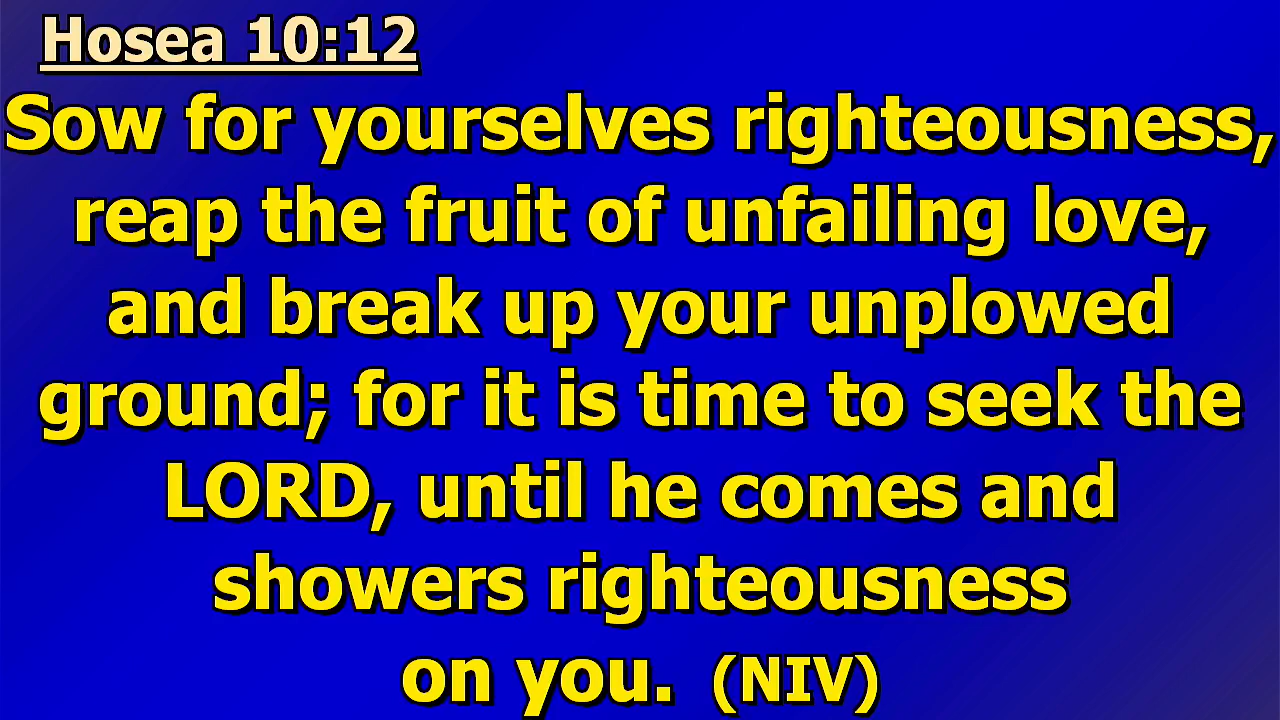 Hosea 10:12
Sow for yourselves righteousness,
reap the fruit of unfailing love,
and break up your unplowed
ground; for it is time to seek the
LORD, until he comes and
showers righteousness
on you. (NIV)